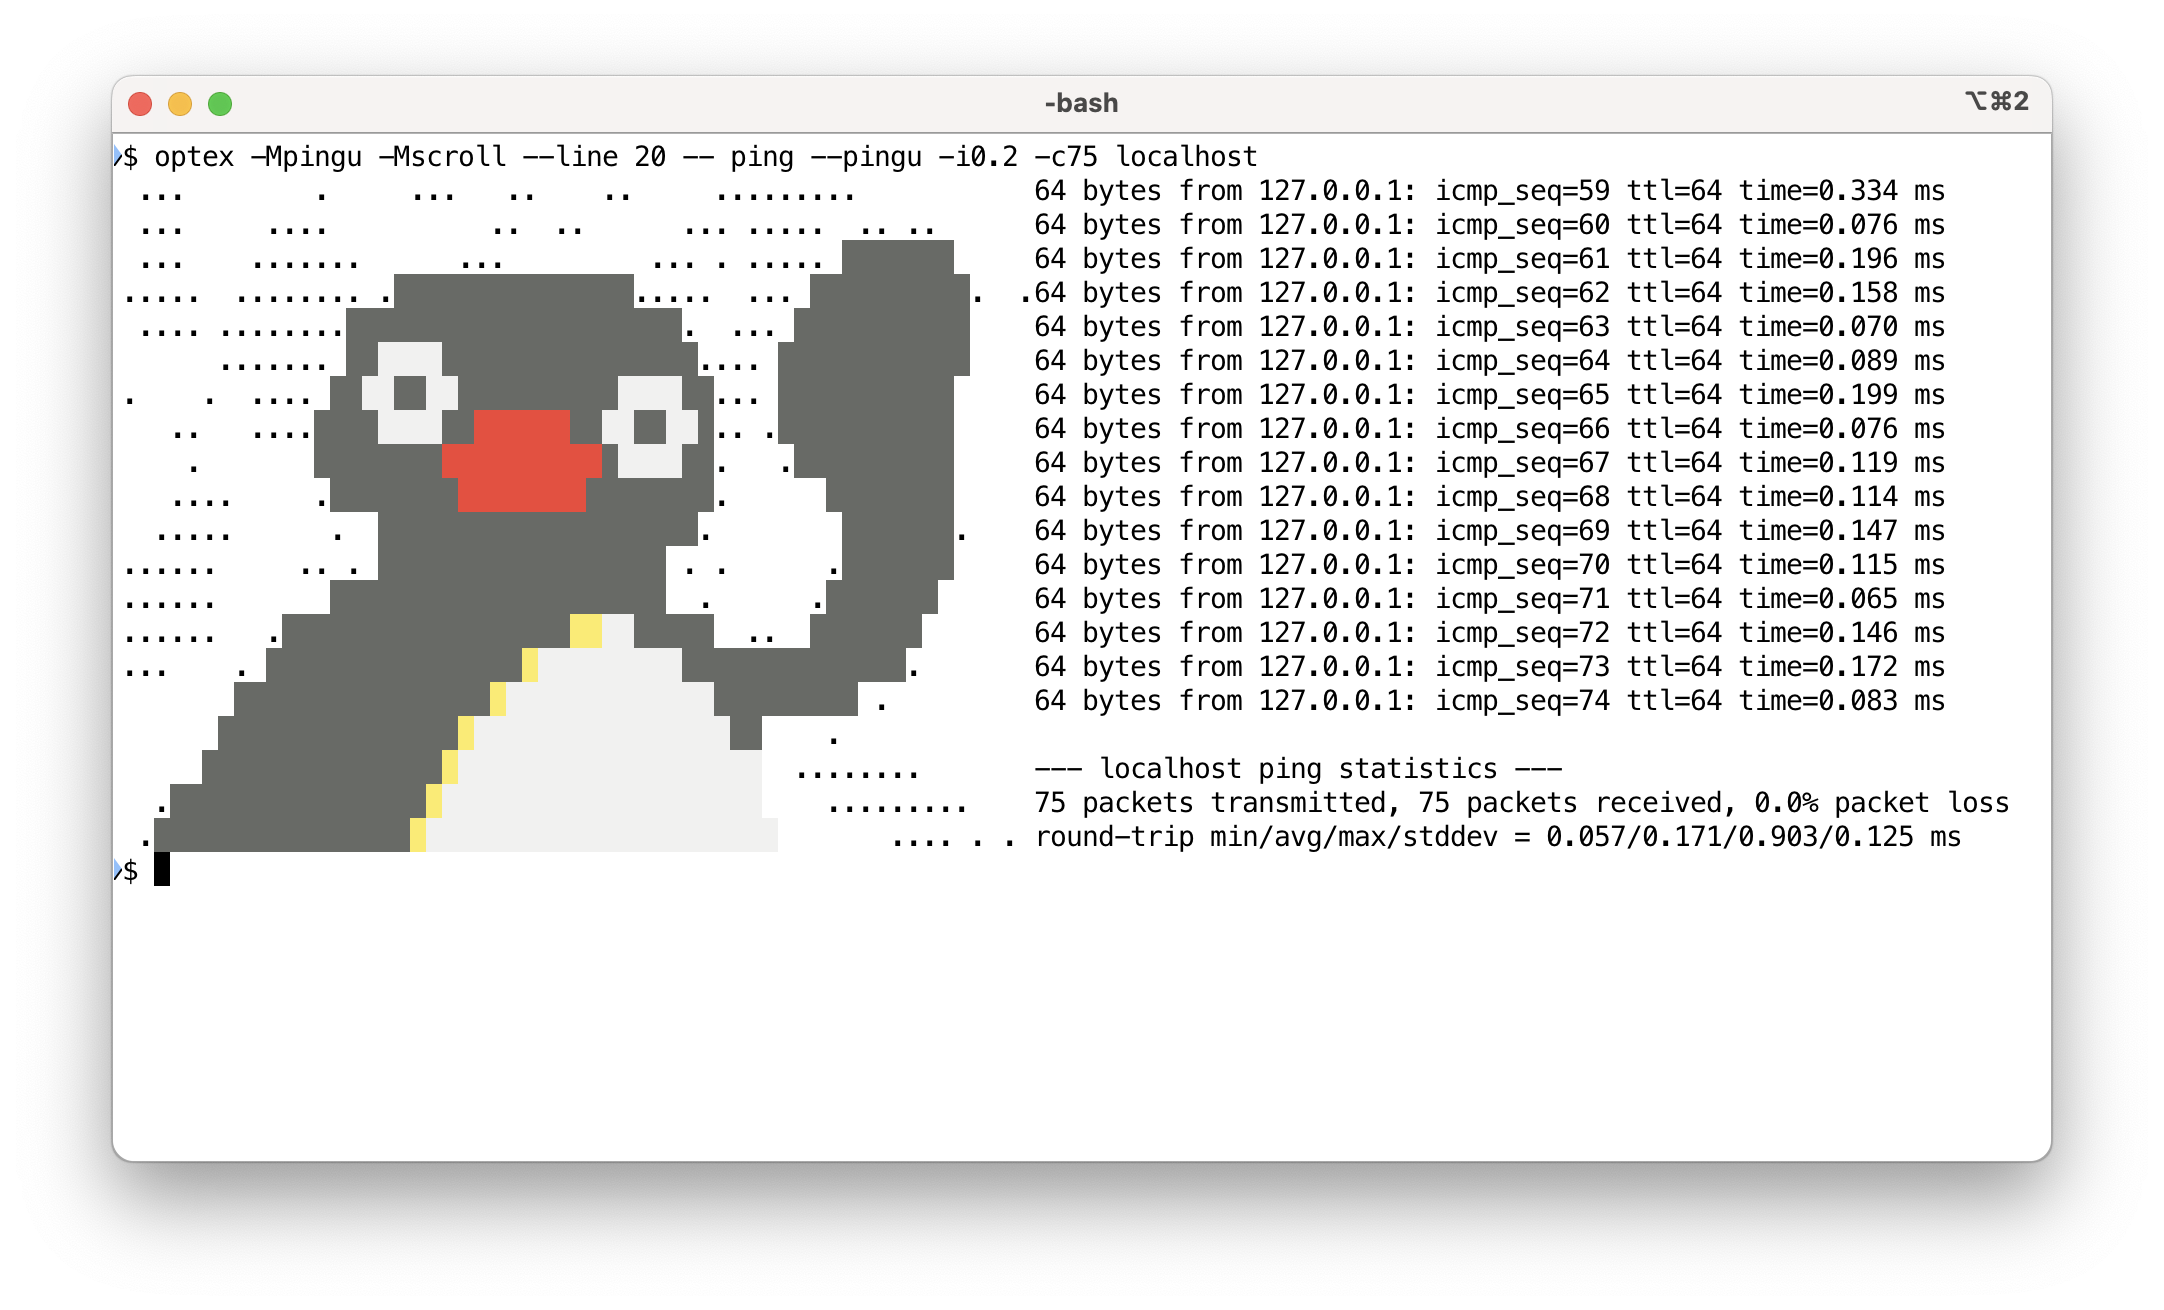 -bash
⌥⌘2
$ optex -Mpingu -Mscroll --line 20 -- ping --pingu -i0.2 -c75 localhost
64 bytes from 127.0.0.1: icmp_seq=59 ttl=64 time=0.334 ms
64 bytes from 127.0.0.1: icmp_seq=60 ttl=64 time=0.076 ms
64 bytes from 127.0.0.1: icmp_seq=61 ttl=64 time=0.196 ms
64 bytes from 127.0.0.1: icmp_seq=62 ttl=64 time=0.158 ms
64 bytes from 127.0.0.1: icmp_seq=63 ttl=64 time=0.070 ms
64 bytes from 127.0.0.1: icmp_seq=64 ttl=64 time=0.089 ms
64 bytes from 127.0.0.1: icmp_seq=65 ttl=64 time=0.199 ms
64 bytes from 127.0.0.1: icmp_seq=66 ttl=64 time=0.076 ms
64 bytes from 127.0.0.1: icmp_seq=67 ttl=64 time=0.119 ms
64 bytes from 127.0.0.1: icmp_seq=68 ttl=64 time=0.114 ms
64 bytes from 127.0.0.1: icmp_seq=69 ttl=64 time=0.147 ms
64 bytes from 127.0.0.1: icmp_seq=70 ttl=64 time=0.115 ms
64 bytes from 127.0.0.1: icmp_seq=71 ttl=64 time=0.065 ms
64 bytes from 127.0.0.1: icmp_seq=72 ttl=64 time=0.146 ms
64 bytes from 127.0.0.1: icmp_seq=73 ttl=64 time=0.172 ms
64 bytes from 127.0.0.1: icmp_seq=74 ttl=64 time=0.083 ms
--- localhost ping statistics ---
75 packets transmitted, 75 packets received, 0.0% packet loss
round-trip min/avg/max/stddev = 0.057/0.171/0.903/0.125 ms
$